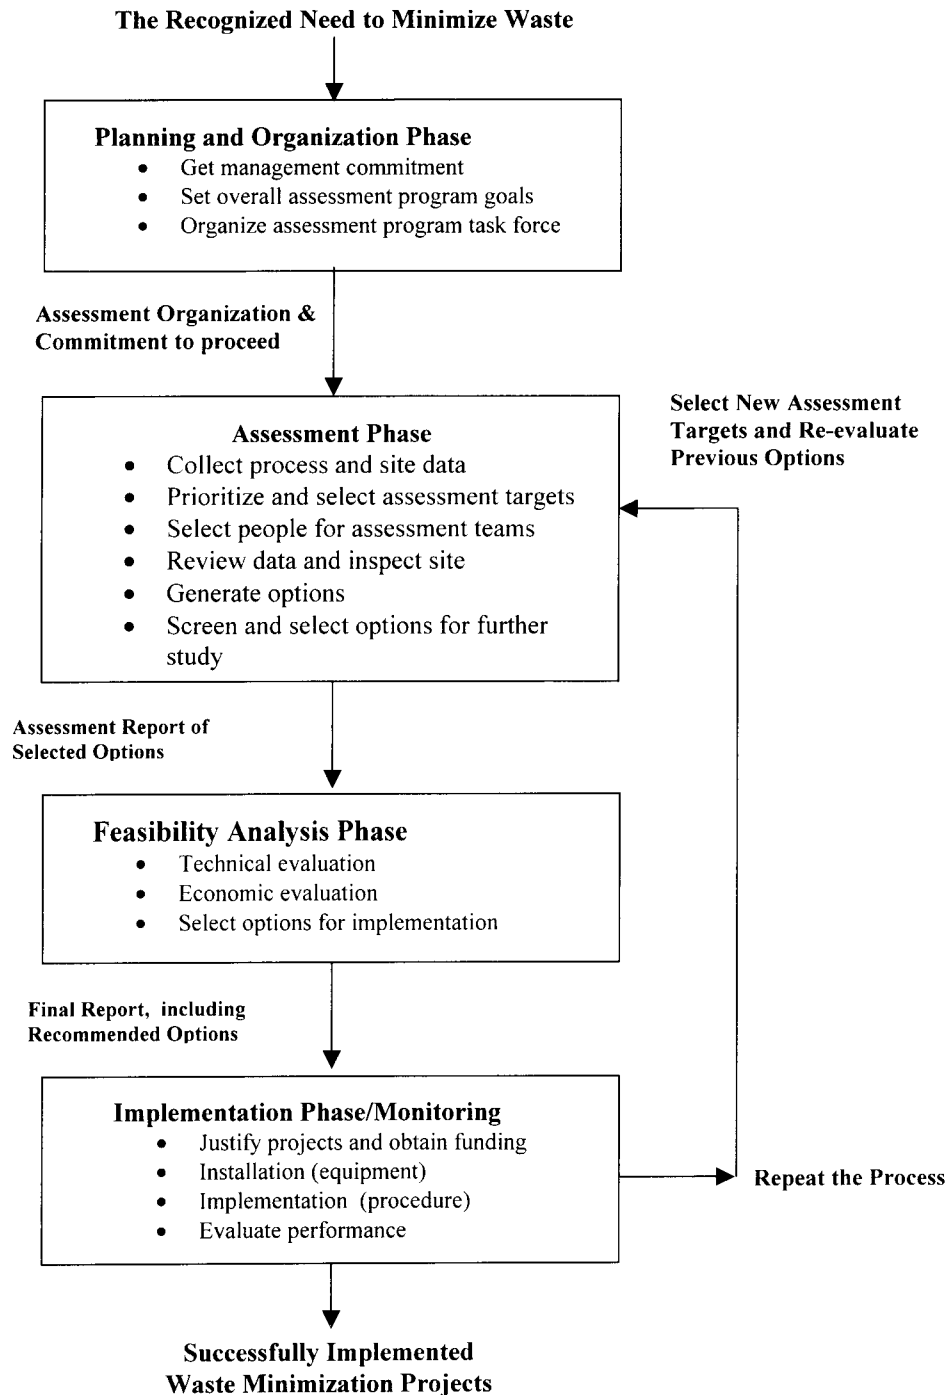 The Recognized Need to Minimize Waste
Planning and Organization Phase
• Get management commitment
• Set overall assessment program goals
• Organize assessment program task force
Assessment Organization &
Commitment to proceed
Select New Assessment
Targets and Re-evaluate
Previous Options
Assessment Phase
• Collect process and site data
• Prioritize and select assessment targets
• Select people for assessment teams
• Review data and inspect site
• Generate options
• Screen and select options for further
study
Assessment Report of
Selected Options
Feasibility Analysis Phase
• Technical evaluation
• Economic evaluation
• Select options for implementation
Final Report, including
Recommended Options
Implementation Phase/Monitoring
• Justify projects and obtain funding
• Installation (equipment)
• Implementation (procedure)
• Evaluate performance
Repeat the Process
Successfully Implemented
Waste Minimization Projects